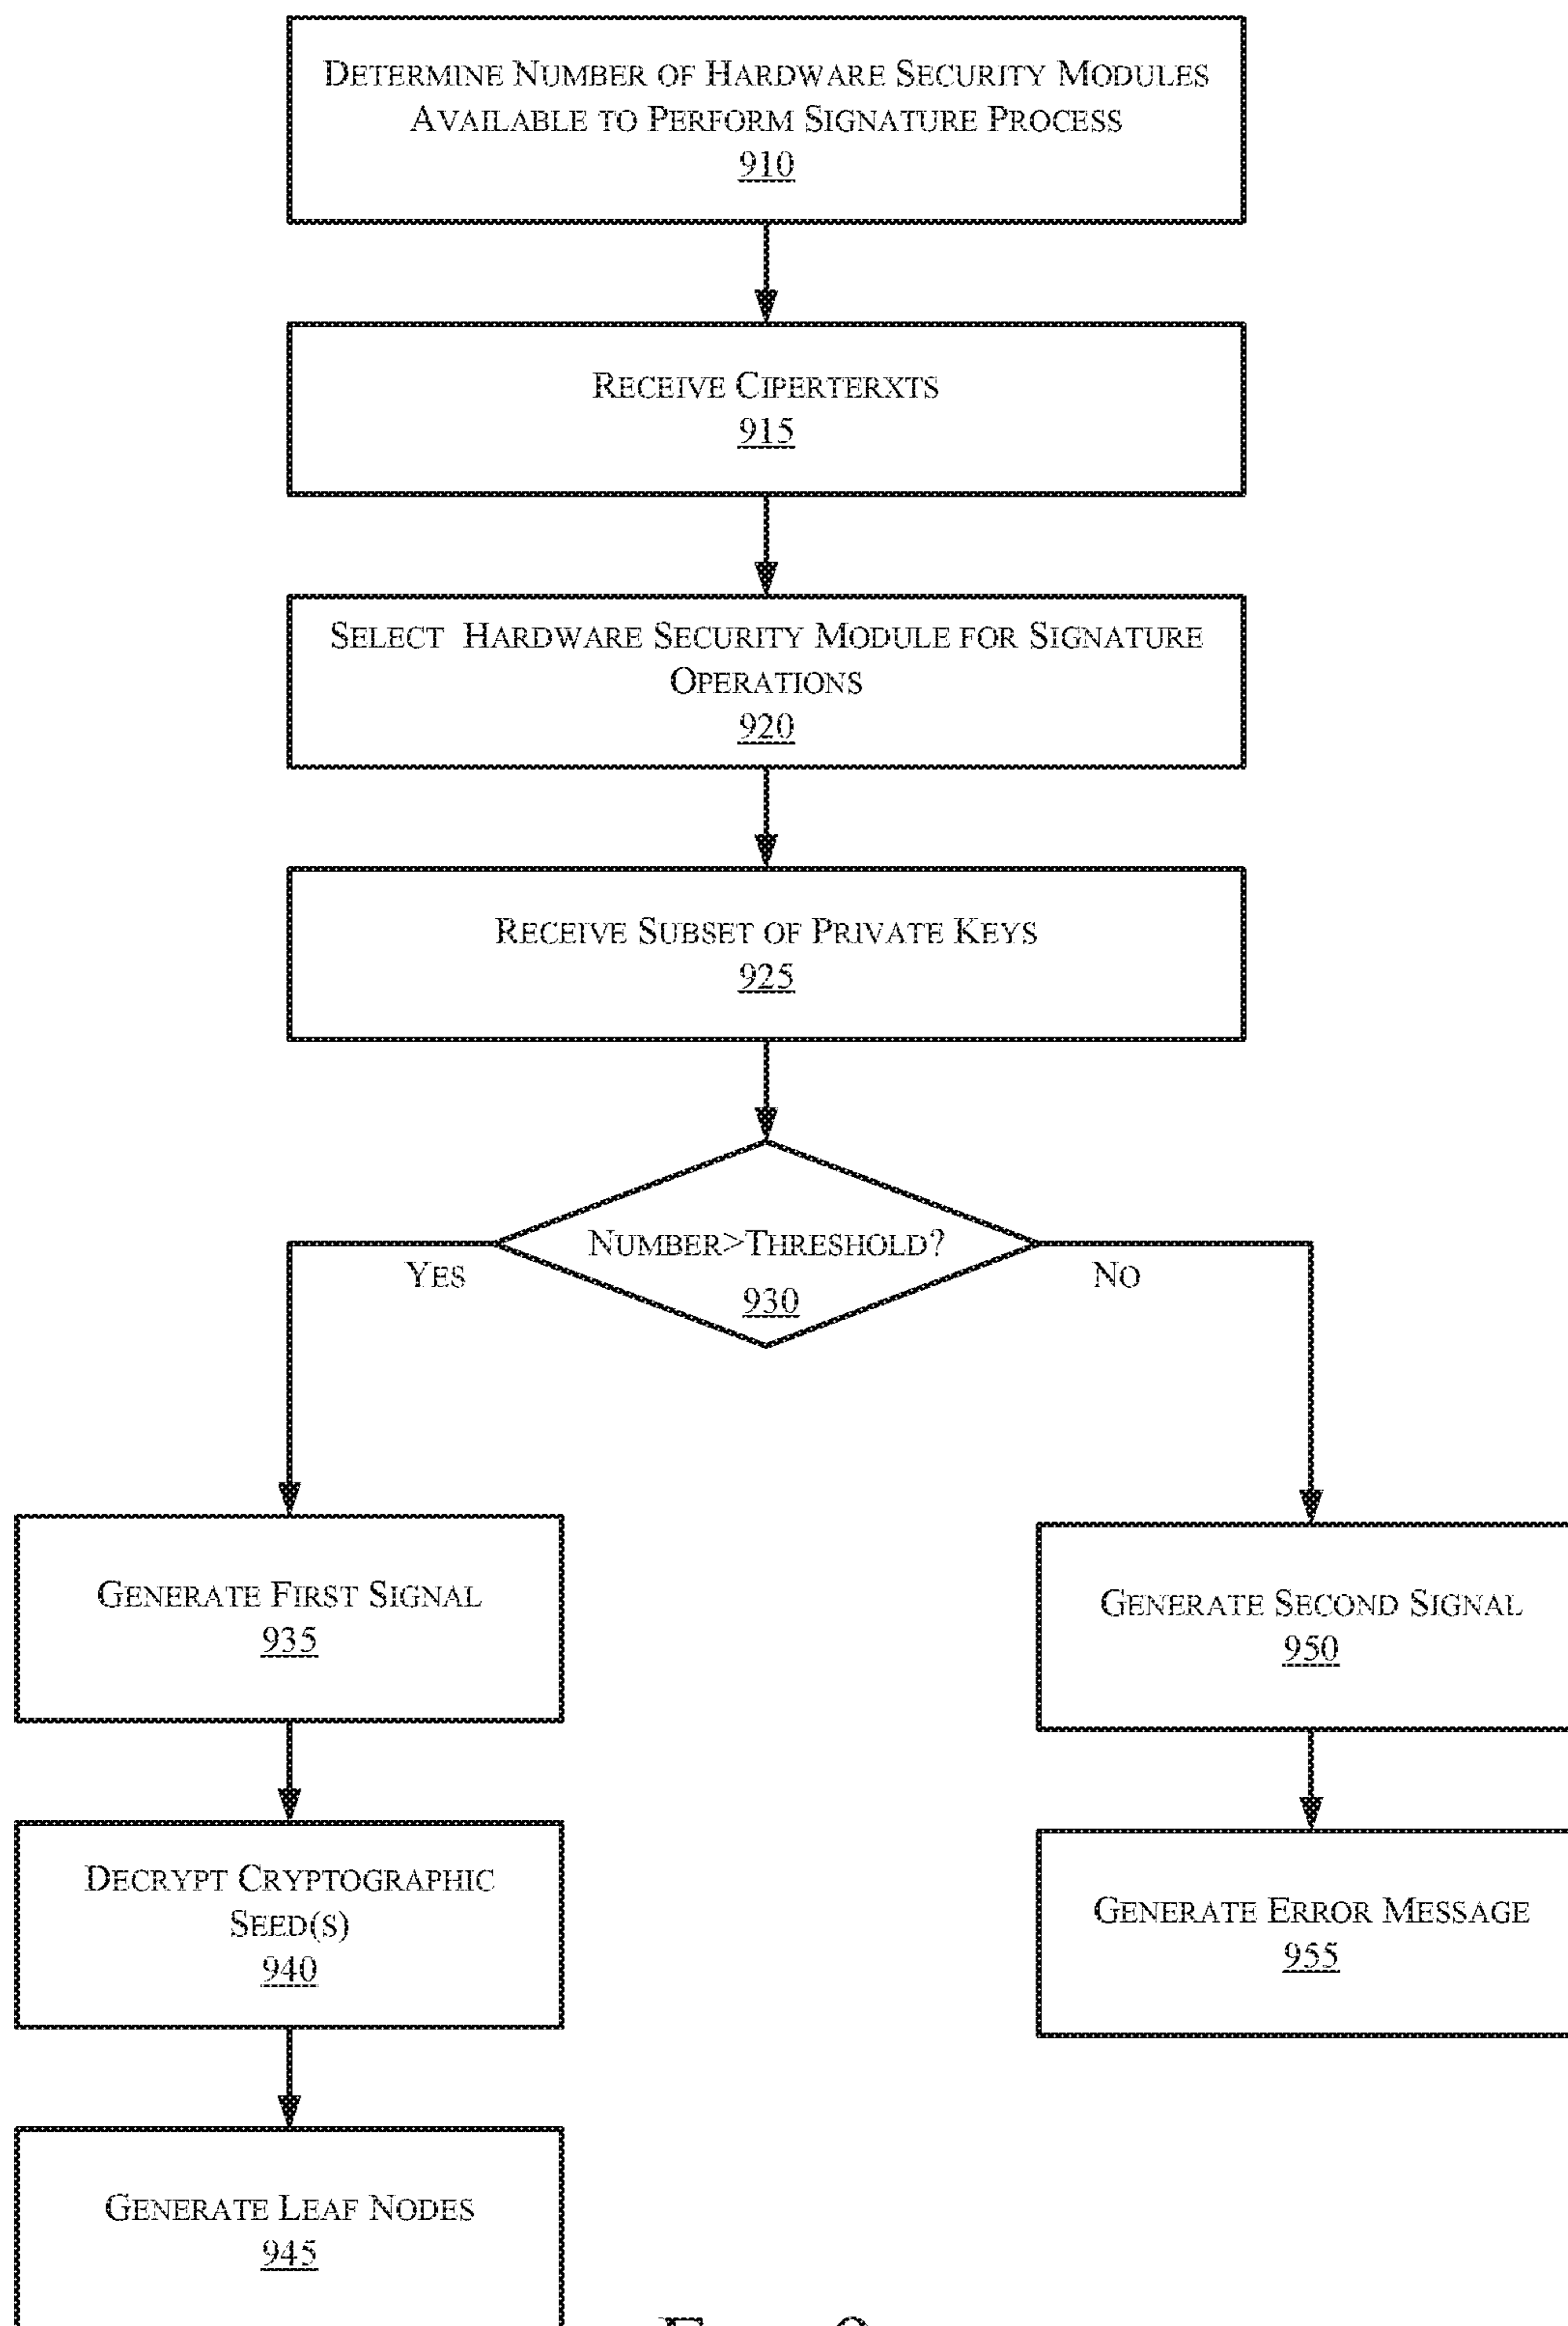 DETERMINE NUMBER OF HARDWARE SECURITY MODULES
AVAILABLE TO PERFORM SIGNATURE PROCESS
910
RECEIVE CIPERTERXTS
915
SELECT HARDWARE SECURITY MODULE FOR SIGNATURE
OPERATIONS
920
RECEIVE SUBSET OF PRIVATE KEYS
925
NUMBER>THRESHOLD?
930
YES
NO
GENERATE FIRST SIGNAL
935
GENERATE SECOND SIGNAL
950
DECRYPT CRYPTOGRAPHIC
SEED(S)
940
GENERATE ERROR MESSAGE
955
GENERATE LEAF NODES
945